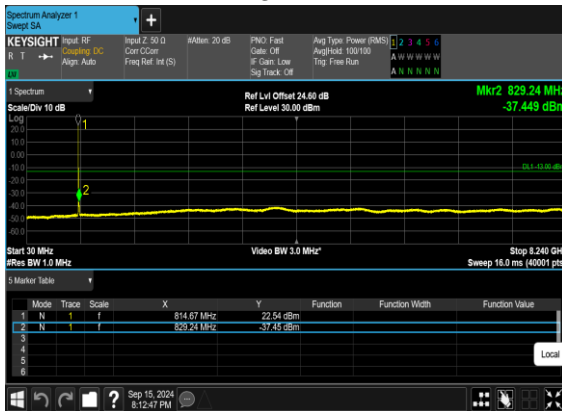 Spectrum Analyzer 1
Swept SA
+
KEYSIGHT
R T
Input: RF
Coupling: DC
Align: Auto
Input Z: 50 Ω
Corr CCorr
Freq Ref: Int (S)
#Atten: 20 dB
PNO: Fast
Gate: Off
IF Gain: Low
Sig Track: Off
Avg Type: Power (RMS)
Avg|Hold: 100/100
Trig: Free Run
1 2 3 4 5 6
A W W W W W
A N N N N N
1 Spectrum
Scale/Div 10 dB
Ref Lvl Offset 24.60 dB
Ref Level 30.00 dBm
Mkr2 829.24 MHz
-37.449 dBm
Log
20.0
10.0
0.00
-10.0
-20.0
-30.0
-40.0
-50.0
-60.0
1
2
DL1 -13.00 dB
Start 30 MHz
#Res BW 1.0 MHz
Video BW 3.0 MHz*
Stop 8.240 GH
Sweep 16.0 ms (40001 pts
5 Marker Table
Mode Trace Scale X Y Function Function Width Function Value
1 N 1 f 814.67 MHz 22.54 dBm
2 N 1 f 829.24 MHz -37.45 dBm
3
4
5
6
Local
?
Sep 15, 2024
8:12:47 PM